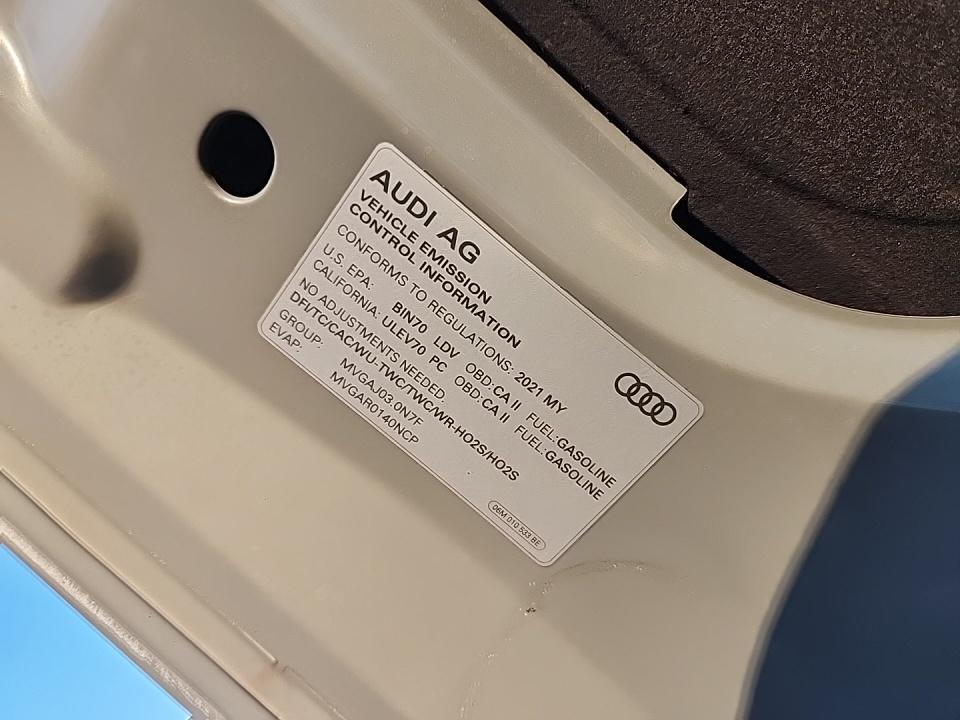 AUDI AG
VEHICLE EMISSION
CONTROL INFORMATION
CONFORMS TO REGULATIONS: 2021 MY
U.S. EPA: BIN70 LDV OBD:CA II FUEL:GASOLINE
CALIFORNIA: ULEV70 PC OBD:CA II FUEL:GASOLINE
NO ADJUSTMENTS NEEDED.
DFI/TC/CAC/WU-TWC/TWC/WR-HO2S/HO2S
GROUP: MVGAJ03.0N7F
EVAP: MVGAR0140NCP
06M 010 533 BE